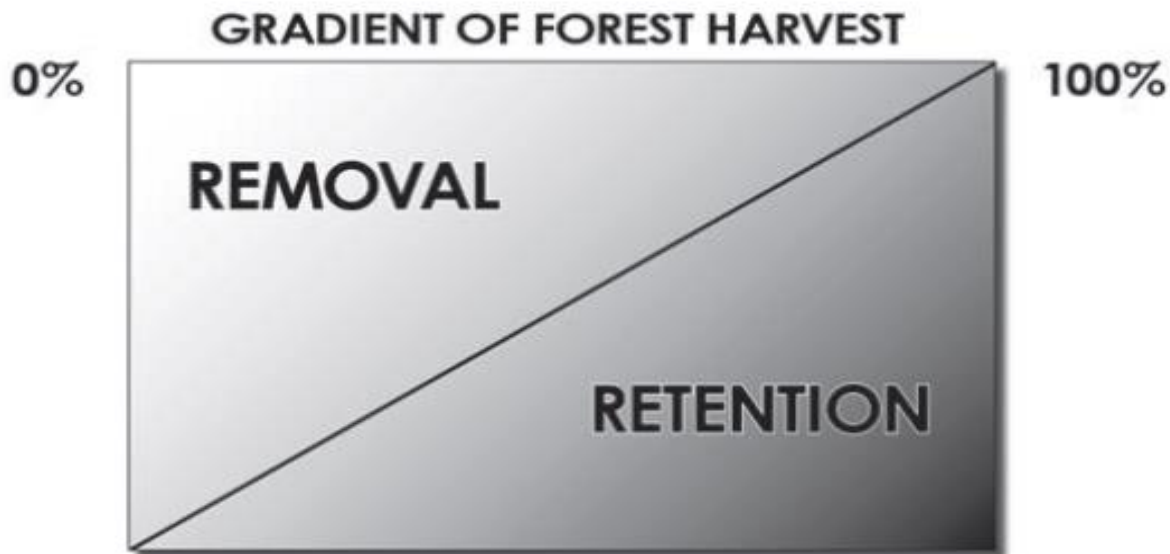 GRADIENT OF FOREST HARVEST
0%
100%
REMOVAL
RETENTION